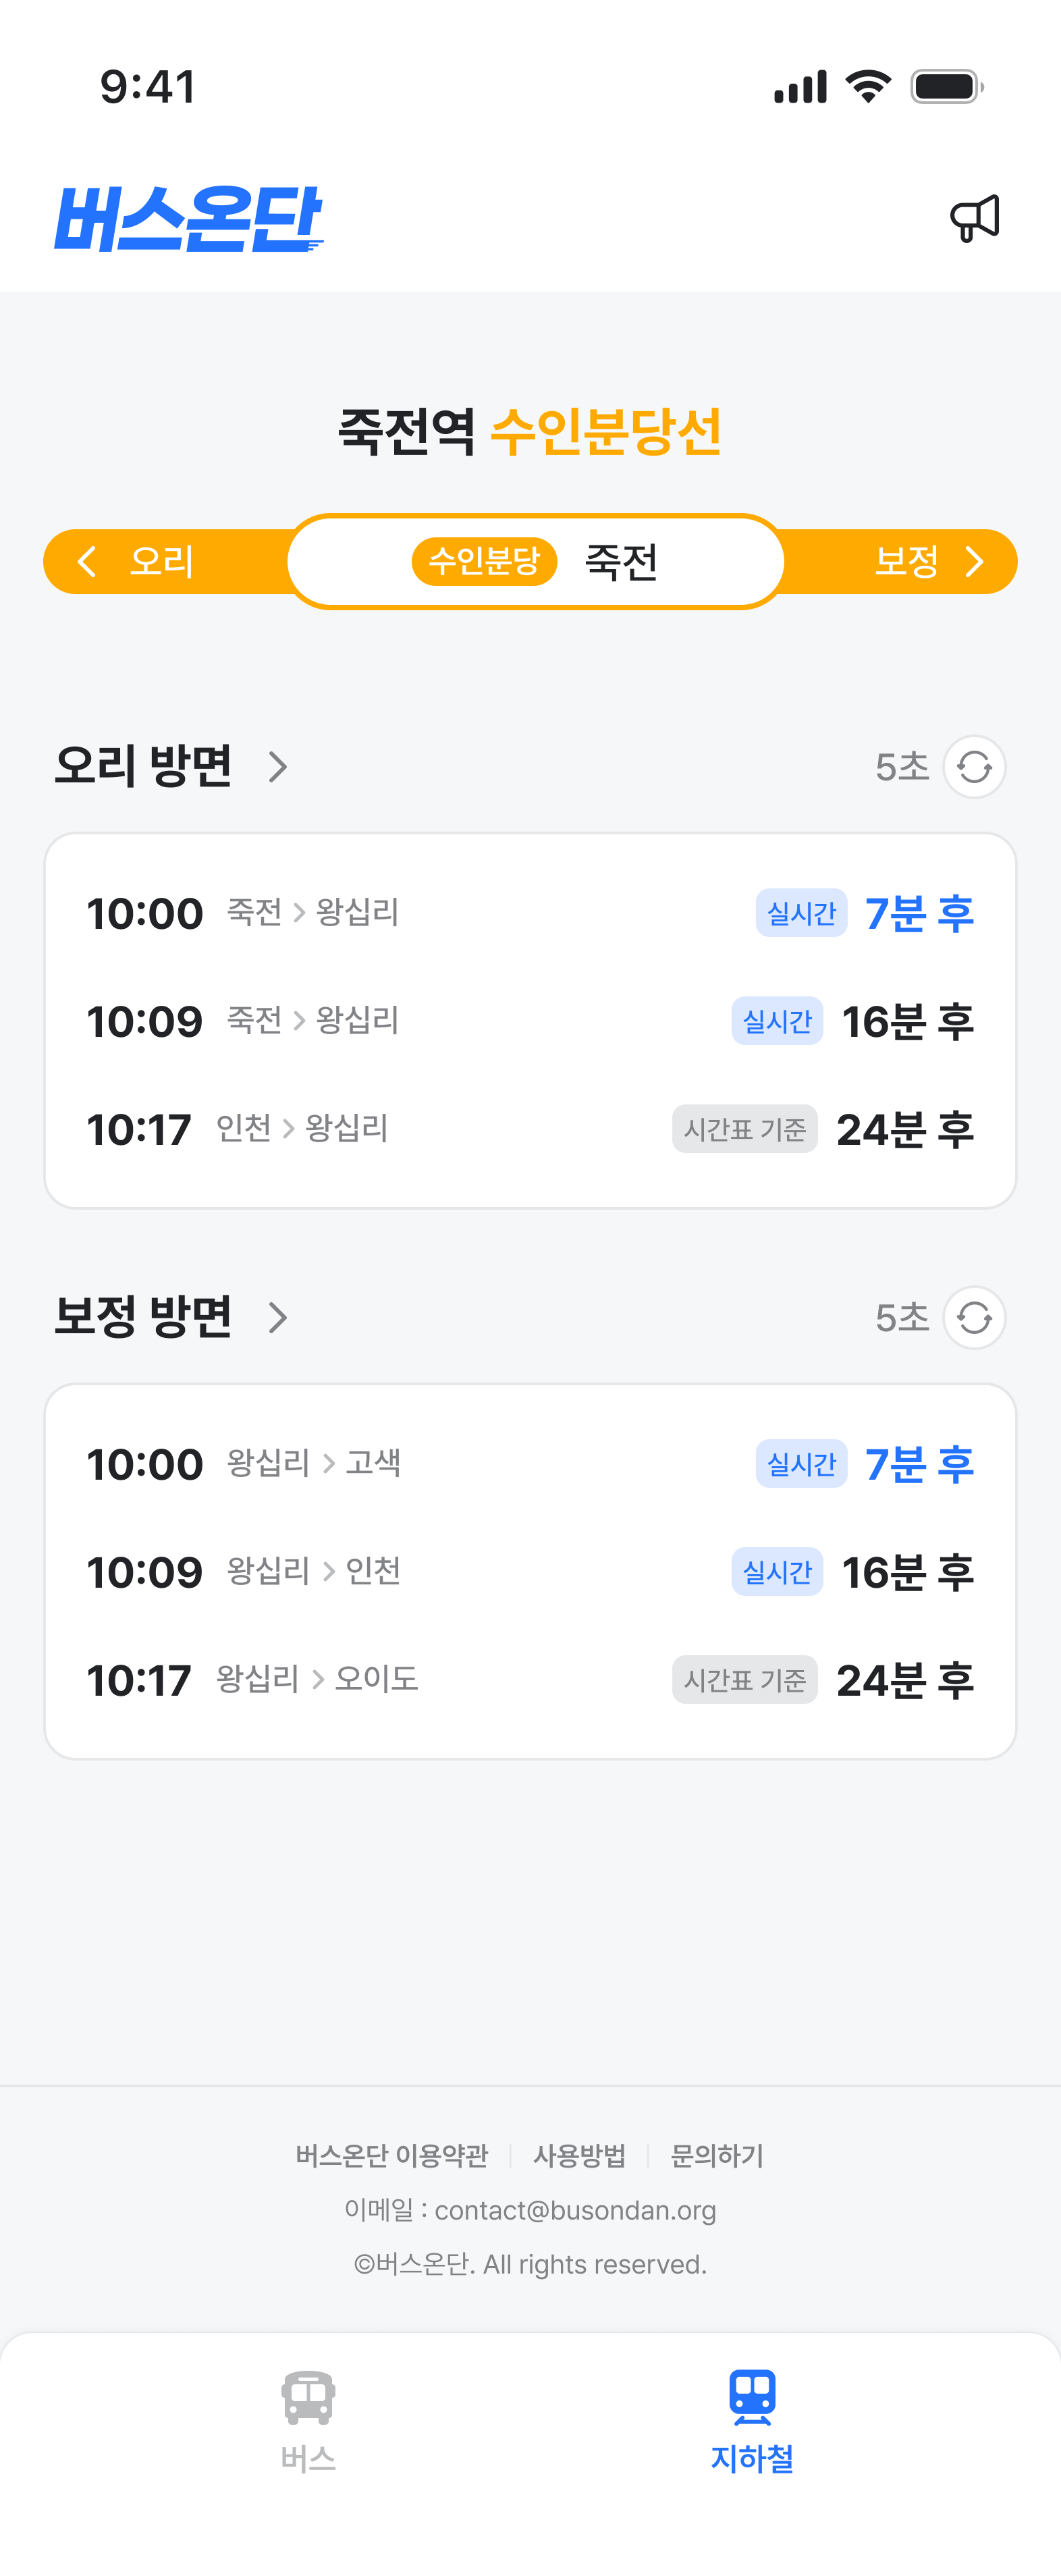 9:41
버스온단
죽전역 수인분당선
오리 수인분당 죽전 보정
오리 방면 5초
10:00 죽전 왕십리 실시간 7분 후
10:09 죽전 왕십리 실시간 16분 후
10:17 인천 왕십리 시간표 기준 24분 후
보정 방면 5초
10:00 왕십리 고색 실시간 7분 후
10:09 왕십리 인천 실시간 16분 후
10:17 왕십리 오이도 시간표 기준 24분 후
버스온단 이용약관 사용방법 문의하기
이메일 : contact@busondan.org
©버스온단. All rights reserved.
버스 지하철